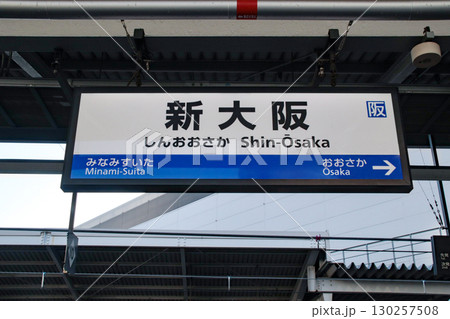 新大阪
阪
しんおおさか Shin-Ōsaka
みなみすいた おおさか
Minami-Suita Ōsaka →
PIXTA 130257508